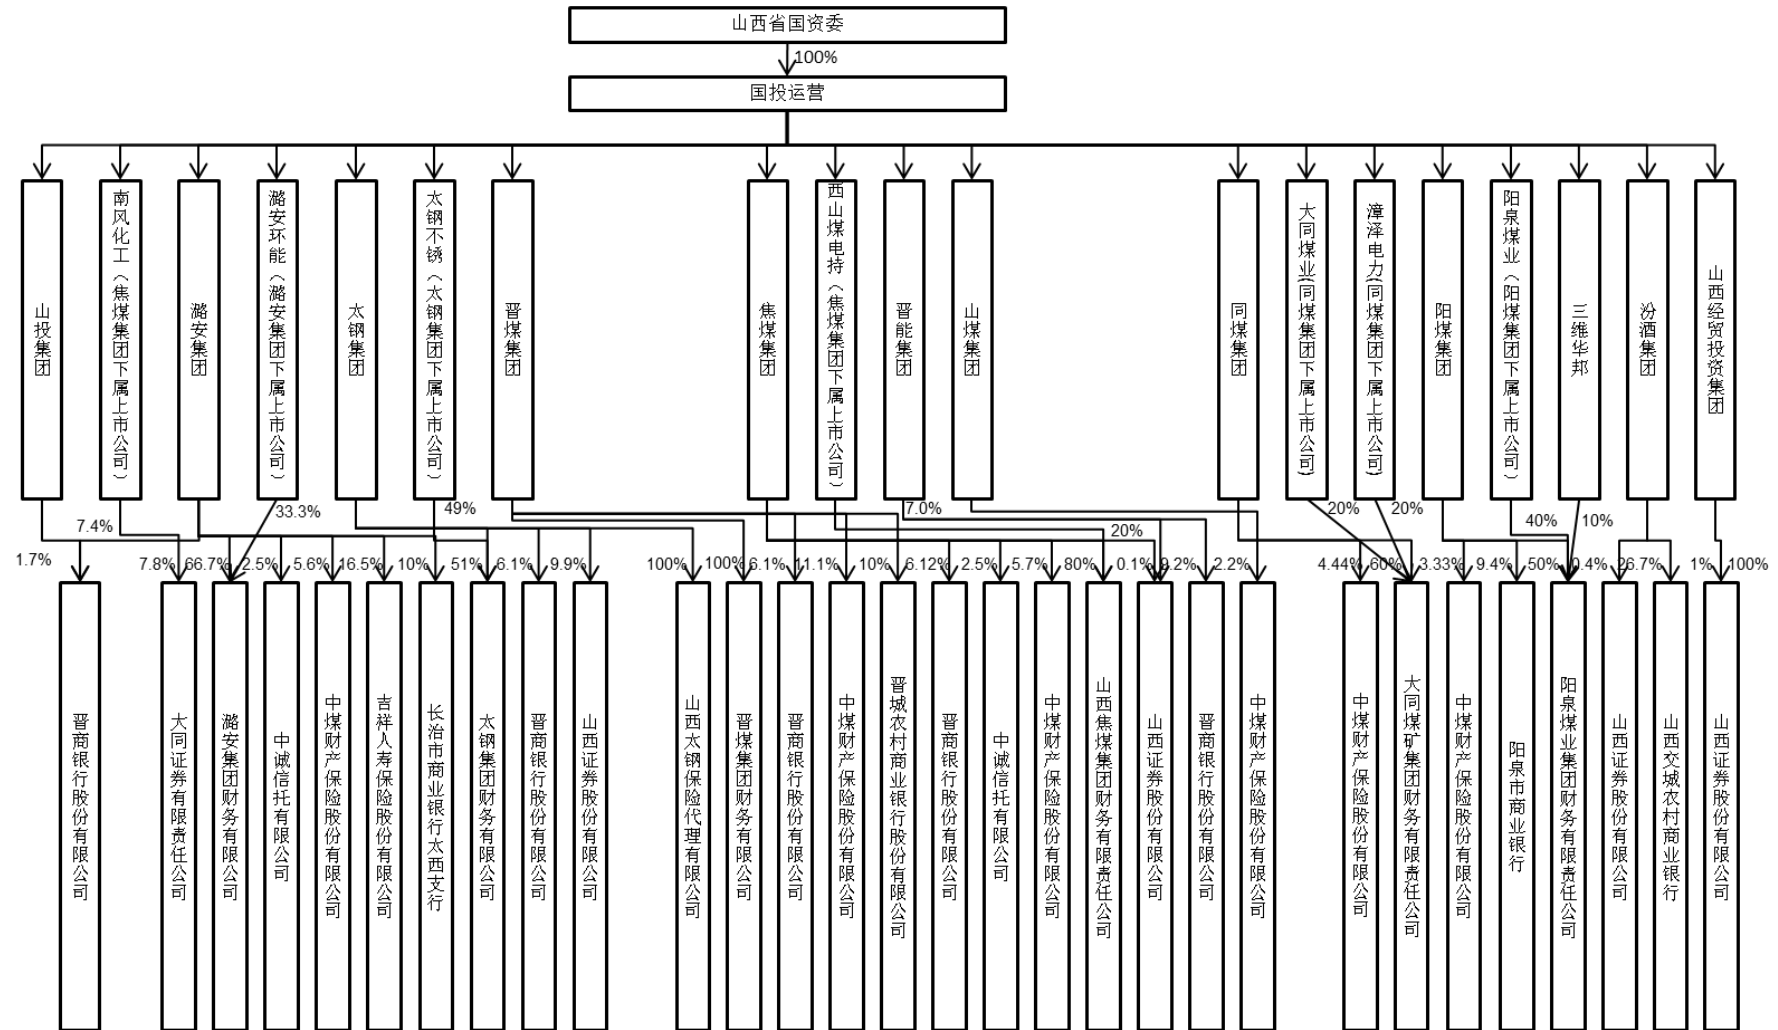 山西省国资委
100%
国投运营
山投集团
南风化工（焦煤集团下属上市公司）
潞安集团
潞安环能（潞安集团下属上市公司）
太钢集团
太钢不锈（太钢集团下属上市公司）
晋煤集团
焦煤集团
西山煤电持（焦煤集团下属上市公司）
晋能集团
山煤集团
同煤集团
大同煤业(同煤集团下属上市公司)
漳泽电力(同煤集团下属上市公司)
阳煤集团
阳泉煤业（阳煤集团下属上市公司）
三维华邦
汾酒集团
山西经贸投资集团
7.4%
33.3%
49%
7.0%
20%
20%
20%
40%
10%
1.7%
7.8%
66.7%
2.5%
5.6%
16.5%
10%
51%
6.1%
9.9%
100%
100%
6.1%
11.1%
10%
6.12%
2.5%
5.7%
80%
0.1%
9.2%
2.2%
4.44%
60%
3.33%
9.4%
50%
0.4%
26.7%
1%
100%
晋商银行股份有限公司
大同证券有限责任公司
潞安集团财务有限公司
中诚信托有限公司
中煤财产保险股份有限公司
吉祥人寿保险股份有限公司
长治市商业银行太西支行
太钢集团财务有限公司
晋商银行股份有限公司
山西证券股份有限公司
山西太钢保险代理有限公司
晋煤集团财务有限公司
晋商银行股份有限公司
中煤财产保险股份有限公司
晋城农村商业银行股份有限公司
晋商银行股份有限公司
中诚信托有限公司
中煤财产保险股份有限公司
山西焦煤集团财务有限责任公司
山西证券股份有限公司
晋商银行股份有限公司
中煤财产保险股份有限公司
中煤财产保险股份有限公司
大同煤矿集团财务有限责任公司
中煤财产保险股份有限公司
阳泉市商业银行
阳泉煤业集团财务有限责任公司
山西证券股份有限公司
山西交城农村商业银行
山西证券股份有限公司